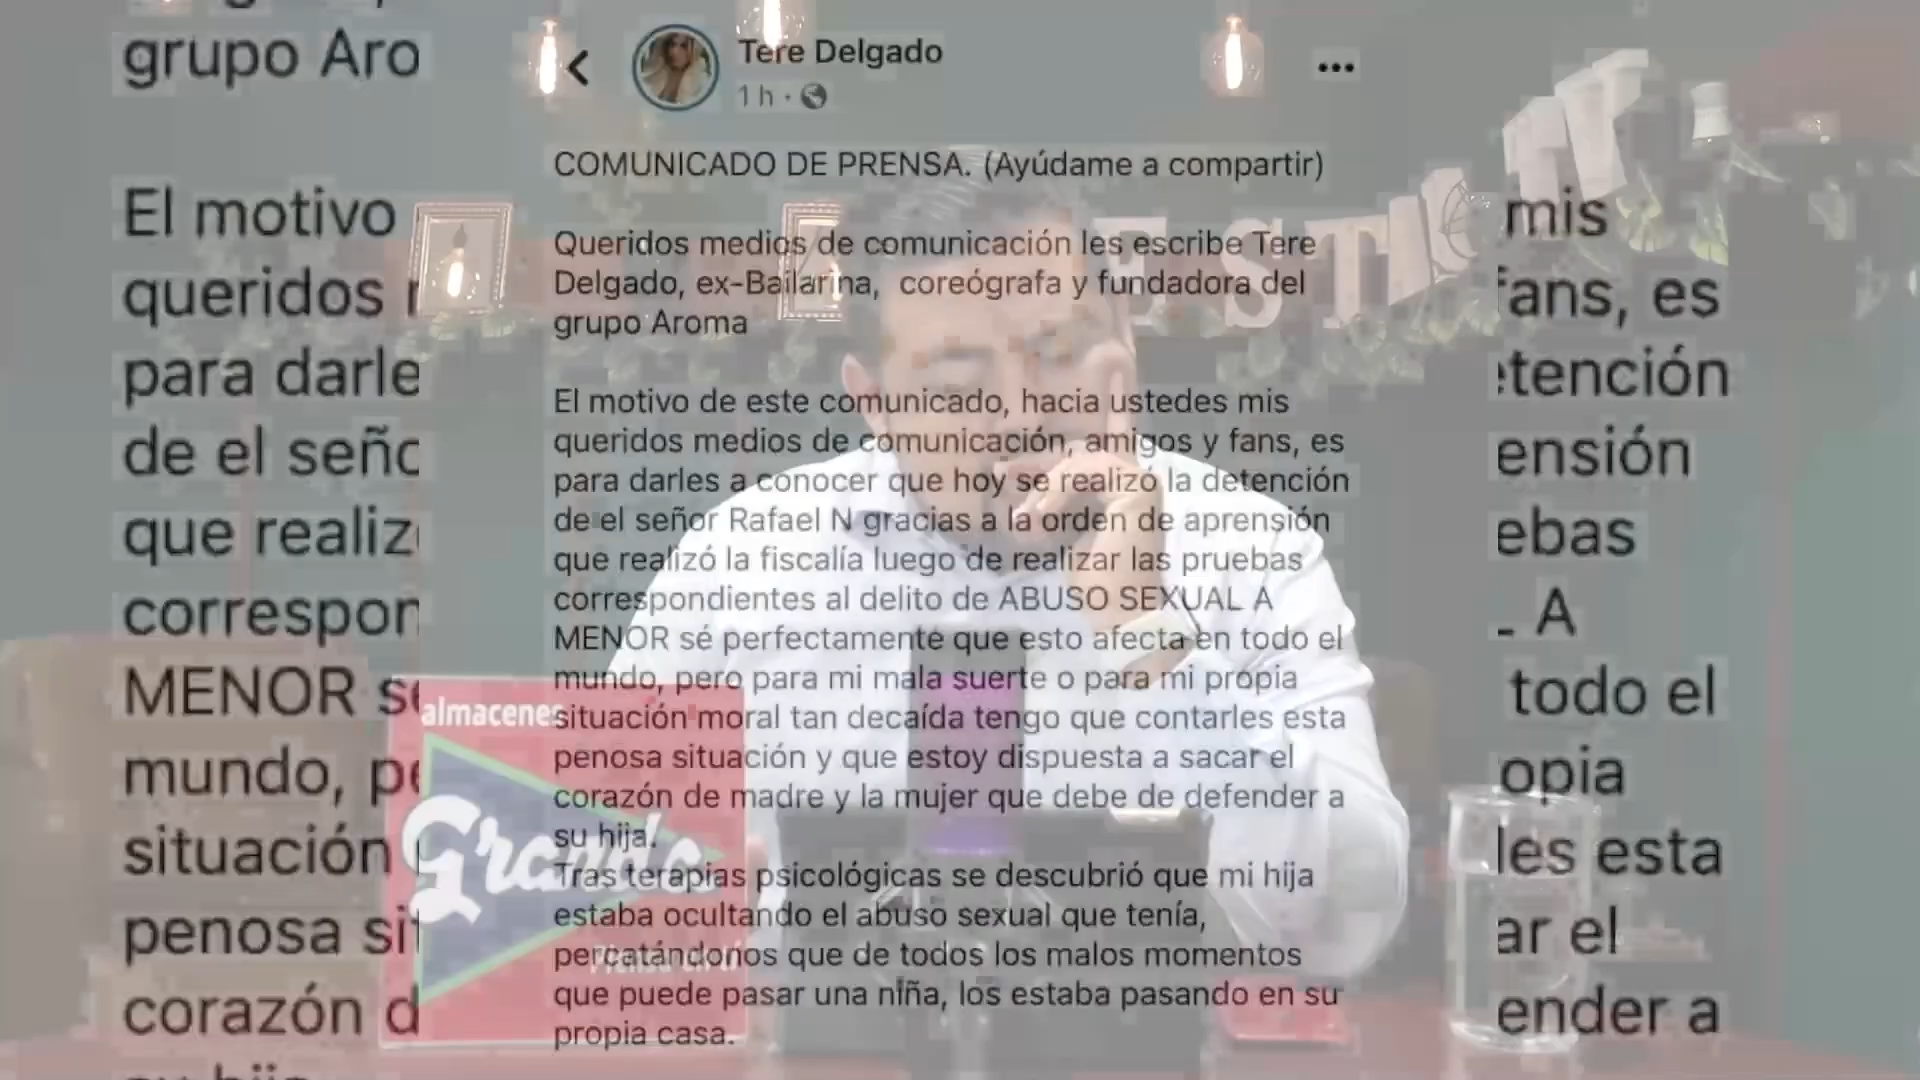 Tere Delgado
1 h
COMUNICADO DE PRENSA. (Ayúdame a compartir)
Queridos medios de comunicación les escribe Tere
Delgado, ex-Bailarina, coreógrafa y fundadora del
grupo Aroma
El motivo de este comunicado, hacia ustedes mis
queridos medios de comunicación, amigos y fans, es
para darles a conocer que hoy se realizó la detención
de el señor Rafael N gracias a la orden de aprensión
que realizó la fiscalía luego de realizar las pruebas
correspondientes al delito de ABUSO SEXUAL A
MENOR sé perfectamente que esto afecta en todo el
mundo, pero para mi mala suerte o para mi propia
situación moral tan decaída tengo que contarles esta
penosa situación y que estoy dispuesta a sacar el
corazón de madre y la mujer que debe de defender a
su hija.
Tras terapias psicológicas se descubrió que mi hija
estaba ocultando el abuso sexual que tenía,
percatándonos que de todos los malos momentos
que puede pasar una niña, los estaba pasando en su
propia casa.
grupo Aro
El motivo
queridos
para darle
de el seño
que realiz
correspon
MENOR s
mundo, p
situación
penosa si
corazón d
mis
fans, es
tención
ensión
ebas
A
todo el
opia
les esta
ar el
ender a
almacenes
Grande
EST